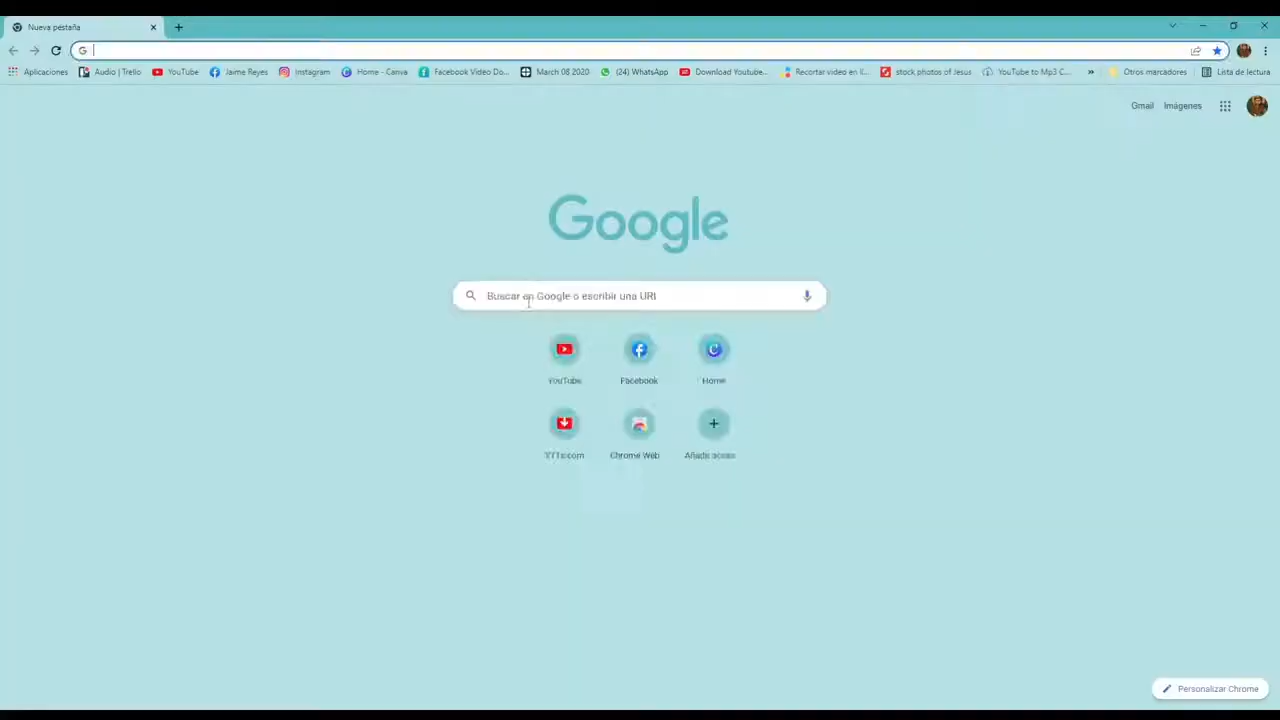 Nueva pestaña
Aplicaciones Audio | Trello YouTube Jaime Reyes Instagram Home - Canva Facebook Video Do... March 08 2020 (24) WhatsApp Download Youtube... Recortar video en lí... stock photos of Jesus YouTube to Mp3 C... » Otros marcadores Lista de lectura
Gmail Imágenes
Google
Buscar en Google o escribir una URL
YouTube Facebook Home
Chrome Web Añadir acceso
Personalizar Chrome